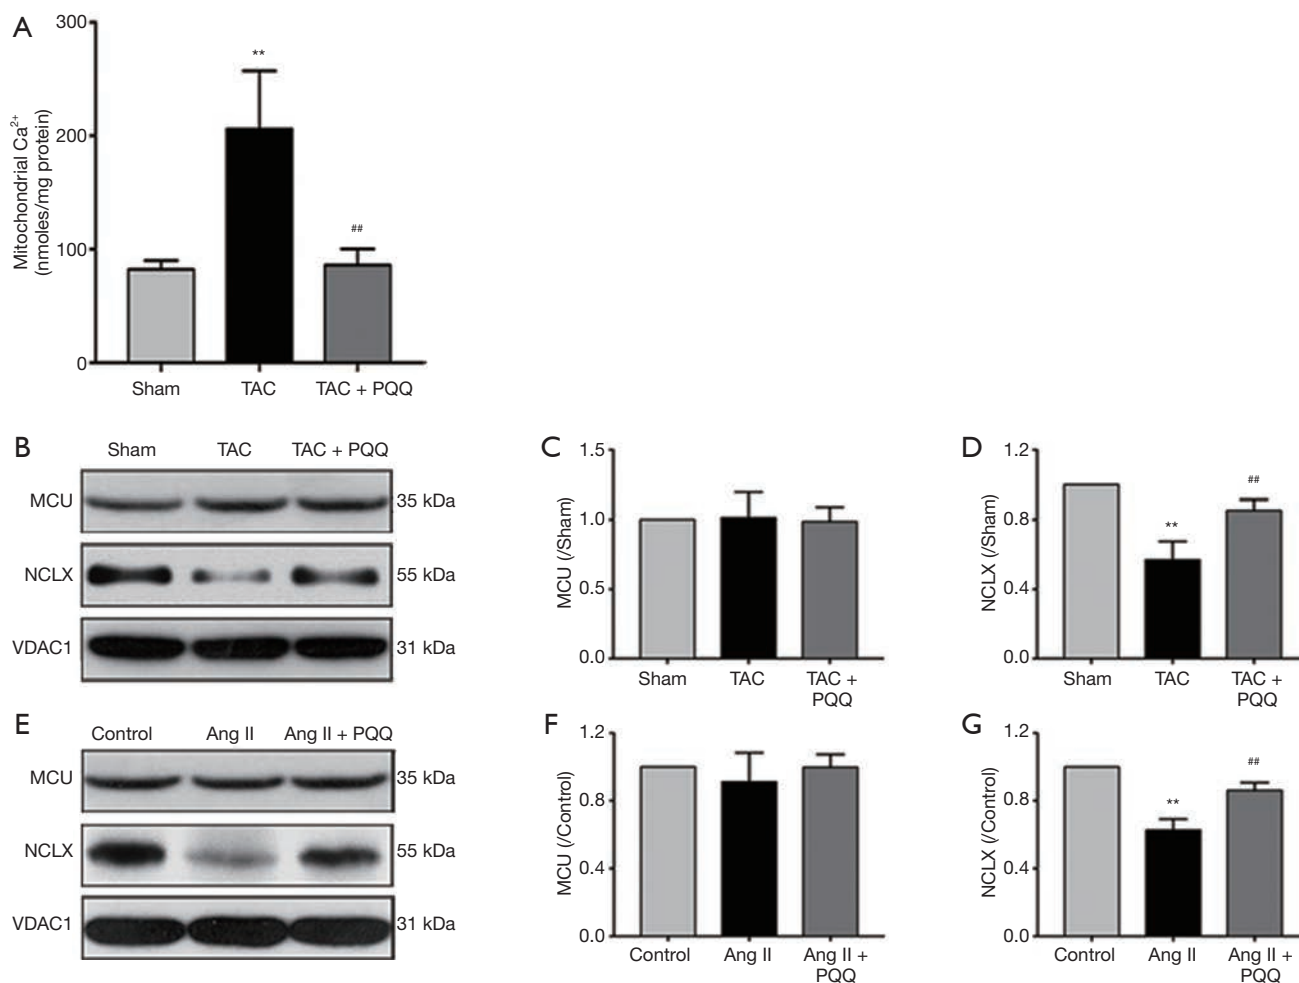 A
300
200
100
0
Mitochondrial Ca2+
(nmoles/mg protein)
**
##
Sham TAC TAC + PQQ
B
Sham TAC TAC + PQQ
MCU 35 kDa
NCLX 55 kDa
VDAC1 31 kDa
C
1.5
1.0
0.5
0.0
MCU (/Sham)
Sham TAC TAC +
PQQ
D
1.2
0.8
0.4
0.0
NCLX (/Sham)
**
##
Sham TAC TAC +
PQQ
E
Control Ang II Ang II + PQQ
MCU 35 kDa
NCLX 55 kDa
VDAC1 31 kDa
F
1.2
0.8
0.4
0.0
MCU (/Control)
Control Ang II Ang II +
PQQ
G
1.2
0.8
0.4
0.0
NCLX (/Control)
**
##
Control Ang II Ang II +
PQQ